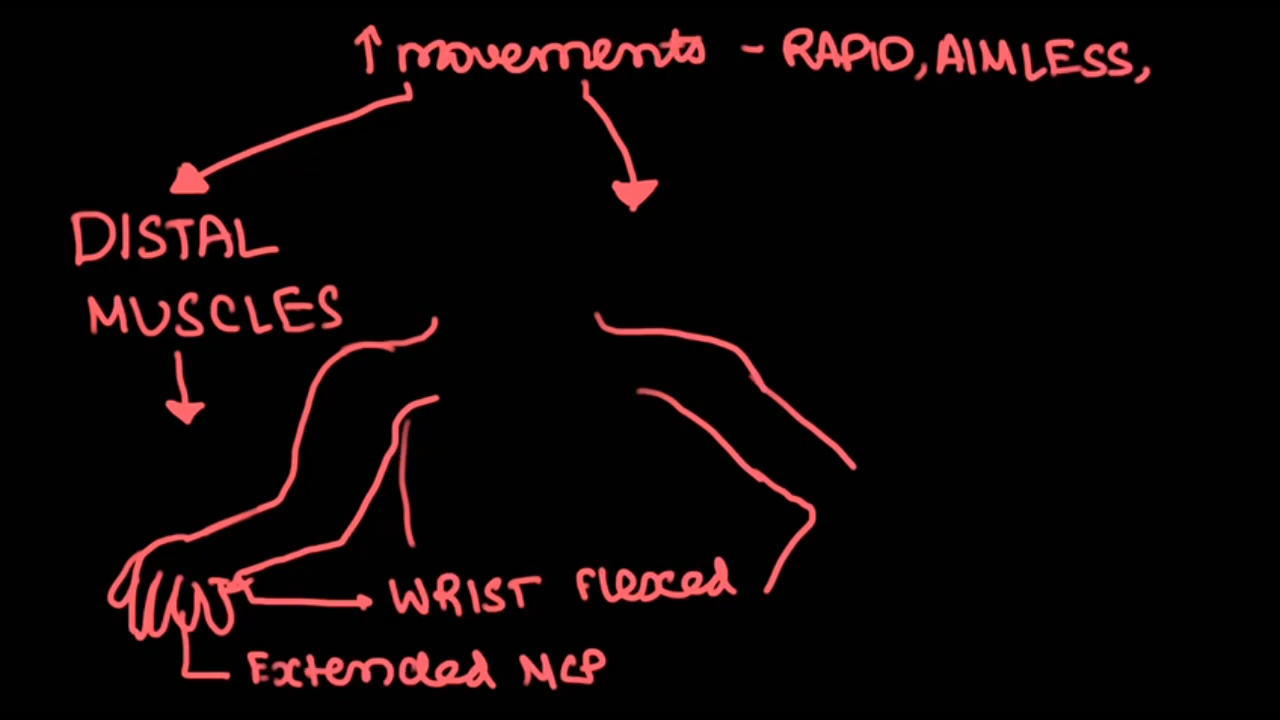 ↑ movements - RAPID, AIMLESS,
DISTAL
MUSCLES
WRIST flexed
Extended MCP